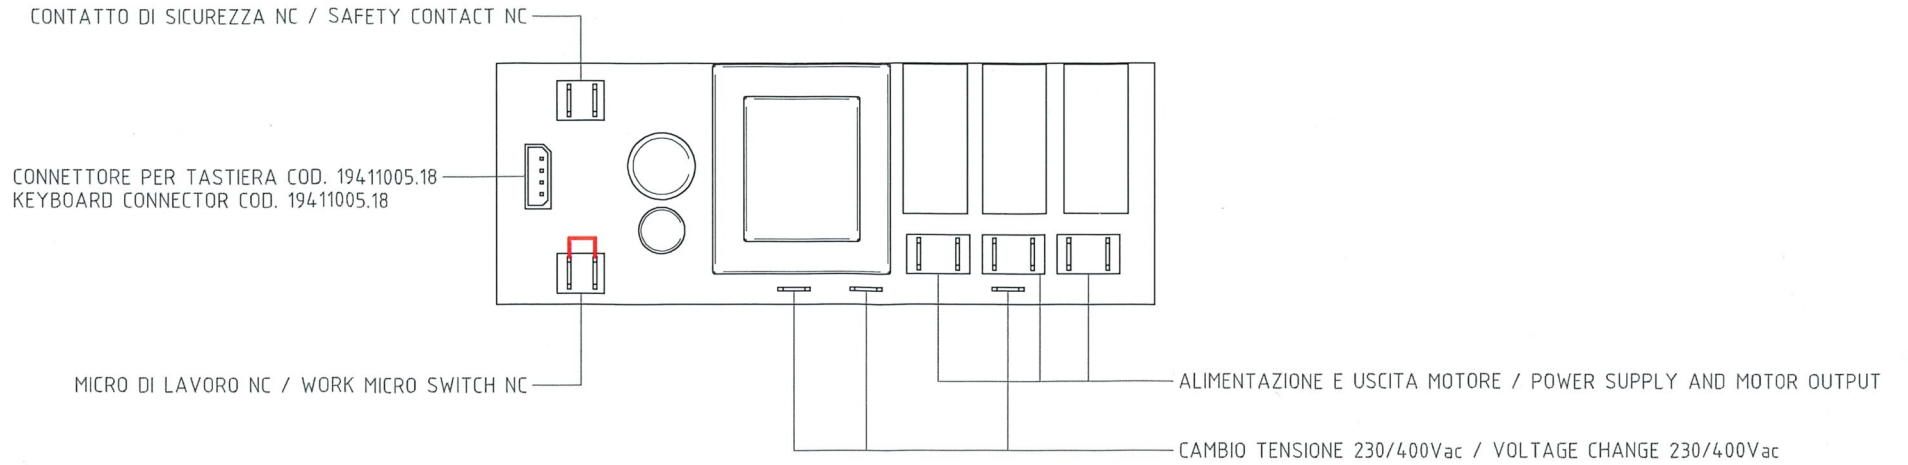 CONTATTO DI SICUREZZA NC / SAFETY CONTACT NC
CONNETTORE PER TASTIERA COD. 19411005.18
KEYBOARD CONNECTOR COD. 19411005.18
MICRO DI LAVORO NC / WORK MICRO SWITCH NC
ALIMENTAZIONE E USCITA MOTORE / POWER SUPPLY AND MOTOR OUTPUT
CAMBIO TENSIONE 230/400Vac / VOLTAGE CHANGE 230/400Vac